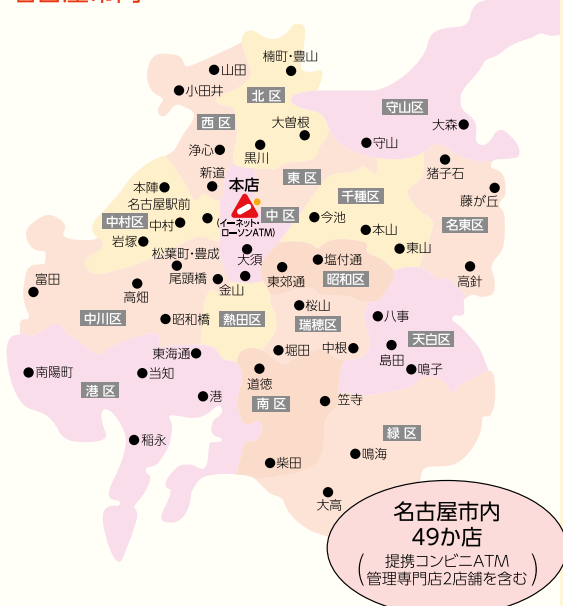 楠町・豊山
山田
小田井
北区
守山区
西区
大曽根
大森
浄心
黒川
守山
猪子石
新道
東区
本陣
本店
千種区
藤が丘
名古屋駅前
中村区
中村
(イーネット・
ローソンATM)
中区
今池
本山
名東区
岩塚
松葉町・豊成
大須
塩付通
東山
富田
尾頭橋
金山
東郊通
昭和区
高針
高畑
桜山
中川区
昭和橋
熱田区
瑞穂区
八事
東海通
堀田
中根
島田
天白区
南陽町
当知
道徳
鳴子
港区
港
南区
笠寺
稲永
緑区
鳴海
柴田
大高
名古屋市内
49か店
(提携コンビニATM
管理専門店2店舗を含む)